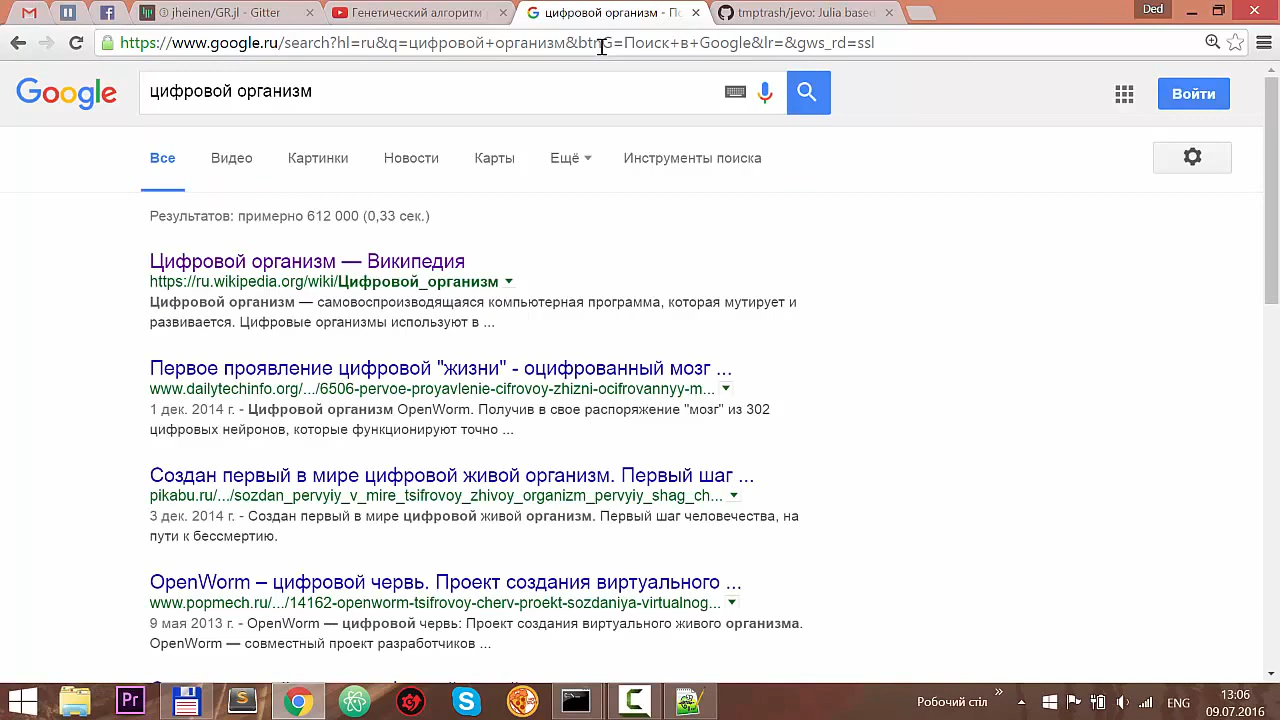 jheinen/GR.jl - Gitter
Генетический алгоритм
цифровой организм - По
tmptrash/jevo: Julia based
Ded
https://www.google.ru/search?hl=ru&q=цифровой+организм&btnG=Поиск+в+Google&lr=&gws_rd=ssl
Google
цифровой организм
Войти
Все
Видео
Картинки
Новости
Карты
Ещё
Инструменты поиска
Результатов: примерно 612 000 (0,33 сек.)
Цифровой организм — Википедия
https://ru.wikipedia.org/wiki/Цифровой_организм
Цифровой организм — самовоспроизводящаяся компьютерная программа, которая мутирует и
развивается. Цифровые организмы используют в ...
Первое проявление цифровой "жизни" - оцифрованный мозг ...
www.dailytechinfo.org/.../6506-pervoe-proyavlenie-cifrovoy-zhizni-ocifrovannyy-m...
1 дек. 2014 г. - Цифровой организм OpenWorm. Получив в свое распоряжение "мозг" из 302
цифровых нейронов, которые функционируют точно ...
Создан первый в мире цифровой живой организм. Первый шаг ...
pikabu.ru/.../sozdan_pervyiy_v_mire_tsifrovoy_zhivoy_organizm_pervyiy_shag_ch...
3 дек. 2014 г. - Создан первый в мире цифровой живой организм. Первый шаг человечества, на
пути к бессмертию.
OpenWorm – цифровой червь. Проект создания виртуального ...
www.popmech.ru/.../14162-openworm-tsifrovoy-cherv-proekt-sozdaniya-virtualnog...
9 мая 2013 г. - OpenWorm — цифровой червь: Проект создания виртуального живого организма.
OpenWorm — совместный проект разработчиков ...
Pr
Робочий стіл
ENG
13:06
09.07.2016